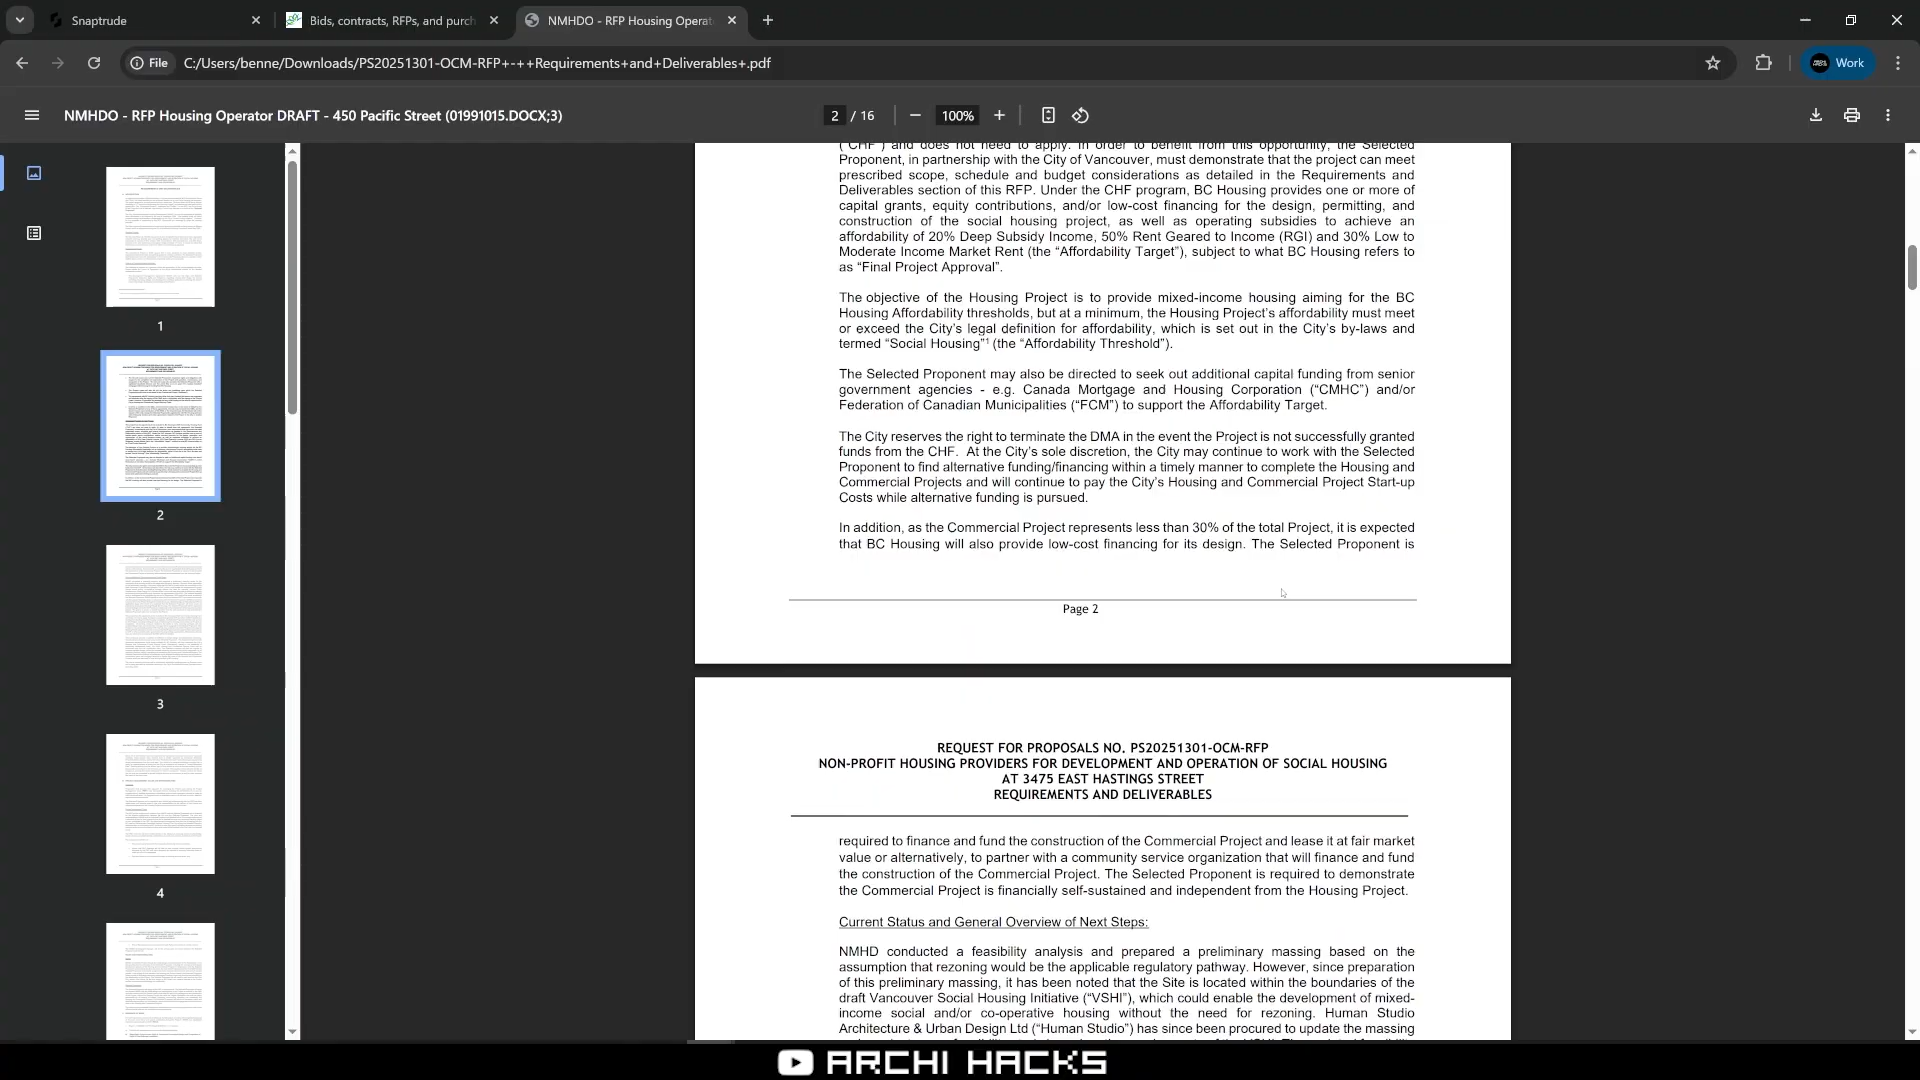 Snaptrude
Bids, contracts, RFPs, and purch
NMHDO - RFP Housing Operat
File
C:/Users/benne/Downloads/PS20251301-OCM-RFP+-++Requirements+and+Deliverables+.pdf
Work
NMHDO - RFP Housing Operator DRAFT - 450 Pacific Street (01991015.DOCX;3)
2 / 16
100%
1
2
3
4
("CHF") and does not need to apply. In order to benefit from this opportunity, the Selected
Proponent, in partnership with the City of Vancouver, must demonstrate that the project can meet
prescribed scope, schedule and budget considerations as detailed in the Requirements and
Deliverables section of this RFP. Under the CHF program, BC Housing provides one or more of
capital grants, equity contributions, and/or low-cost financing for the design, permitting, and
construction of the social housing project, as well as operating subsidies to achieve an
affordability of 20% Deep Subsidy Income, 50% Rent Geared to Income (RGI) and 30% Low to
Moderate Income Market Rent (the “Affordability Target”), subject to what BC Housing refers to
as “Final Project Approval”.
The objective of the Housing Project is to provide mixed-income housing aiming for the BC
Housing Affordability thresholds, but at a minimum, the Housing Project’s affordability must meet
or exceed the City’s legal definition for affordability, which is set out in the City’s by-laws and
termed “Social Housing”¹ (the “Affordability Threshold”).
The Selected Proponent may also be directed to seek out additional capital funding from senior
government agencies - e.g. Canada Mortgage and Housing Corporation (“CMHC”) and/or
Federation of Canadian Municipalities (“FCM”) to support the Affordability Target.
The City reserves the right to terminate the DMA in the event the Project is not successfully granted
funds from the CHF. At the City’s sole discretion, the City may continue to work with the Selected
Proponent to find alternative funding/financing within a timely manner to complete the Housing and
Commercial Projects and will continue to pay the City’s Housing and Commercial Project Start-up
Costs while alternative funding is pursued.
In addition, as the Commercial Project represents less than 30% of the total Project, it is expected
that BC Housing will also provide low-cost financing for its design. The Selected Proponent is
Page 2
REQUEST FOR PROPOSALS NO. PS20251301-OCM-RFP
NON-PROFIT HOUSING PROVIDERS FOR DEVELOPMENT AND OPERATION OF SOCIAL HOUSING
AT 3475 EAST HASTINGS STREET
REQUIREMENTS AND DELIVERABLES
required to finance and fund the construction of the Commercial Project and lease it at fair market
value or alternatively, to partner with a community service organization that will finance and fund
the construction of the Commercial Project. The Selected Proponent is required to demonstrate
the Commercial Project is financially self-sustained and independent from the Housing Project.
Current Status and General Overview of Next Steps:
NMHD conducted a feasibility analysis and prepared a preliminary massing based on the
assumption that rezoning would be the applicable regulatory pathway. However, since preparation
of this preliminary massing, it has been noted that the Site is located within the boundaries of the
draft Vancouver Social Housing Initiative (“VSHI”), which could enable the development of mixed-
income social and/or co-operative housing without the need for rezoning. Human Studio
Architecture & Urban Design Ltd (“Human Studio”) has since been procured to update the massing
ARCHI HACKS